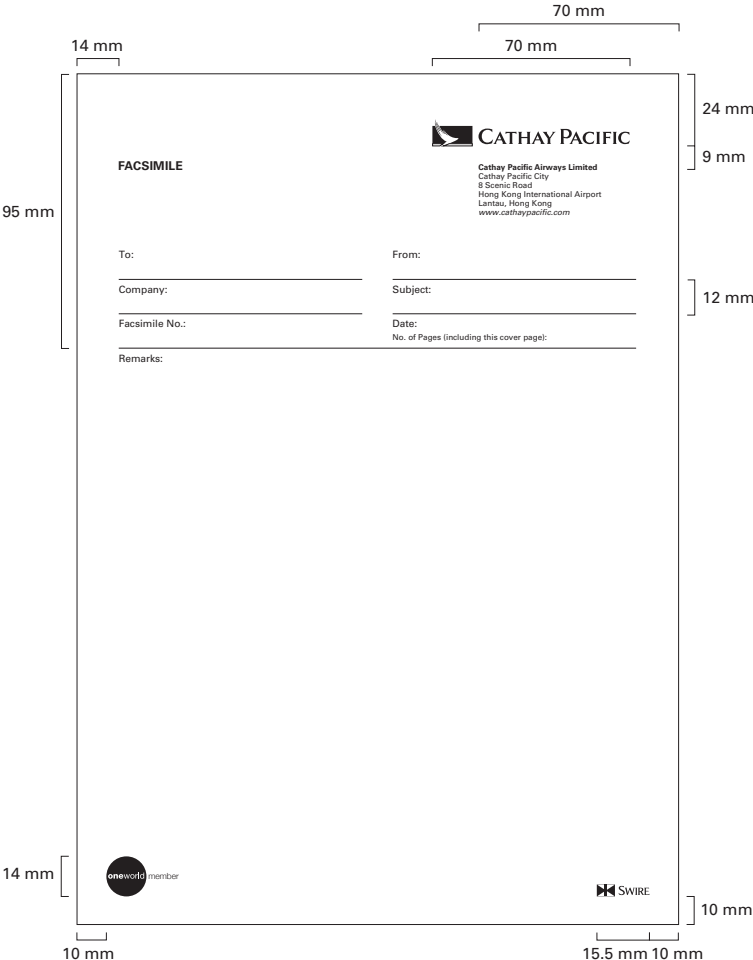 70 mm
14 mm
70 mm
24 mm
CATHAY PACIFIC
9 mm
FACSIMILE
Cathay Pacific Airways Limited
Cathay Pacific City
8 Scenic Road
Hong Kong International Airport
Lantau, Hong Kong
www.cathaypacific.com
95 mm
To:
From:
Company:
Subject:
12 mm
Facsimile No.:
Date:
No. of Pages (including this cover page):
Remarks:
14 mm
oneworld member
SWIRE
10 mm
10 mm
15.5 mm 10 mm